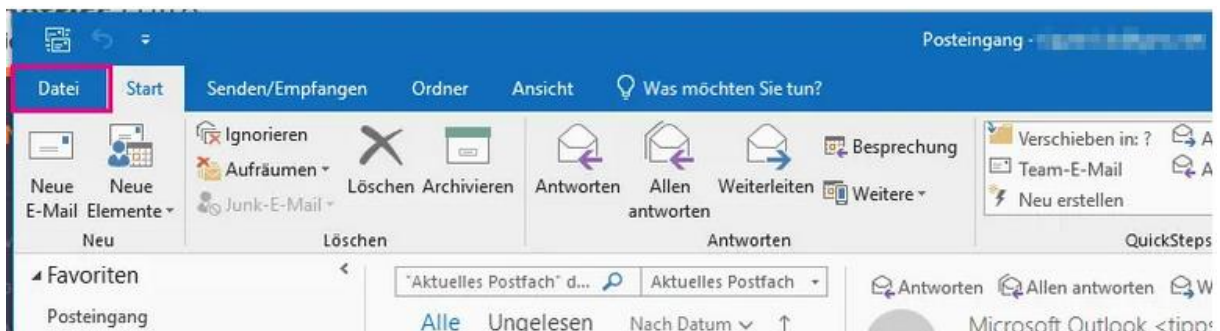 Posteingang -
Datei Start Senden/Empfangen Ordner Ansicht Was möchten Sie tun?
Neue E-Mail
Neue Elemente
Ignorieren
Aufräumen
Junk-E-Mail
Löschen Archivieren
Antworten
Allen antworten
Weiterleiten
Besprechung
Weitere
Verschieben in: ?
Team-E-Mail
Neu erstellen
Neu Löschen Antworten QuickSteps
Favoriten
Posteingang
"Aktuelles Postfach" d... Aktuelles Postfach
Alle Ungelesen Nach Datum
Antworten Allen antworten W
Microsoft Outlook <tipps